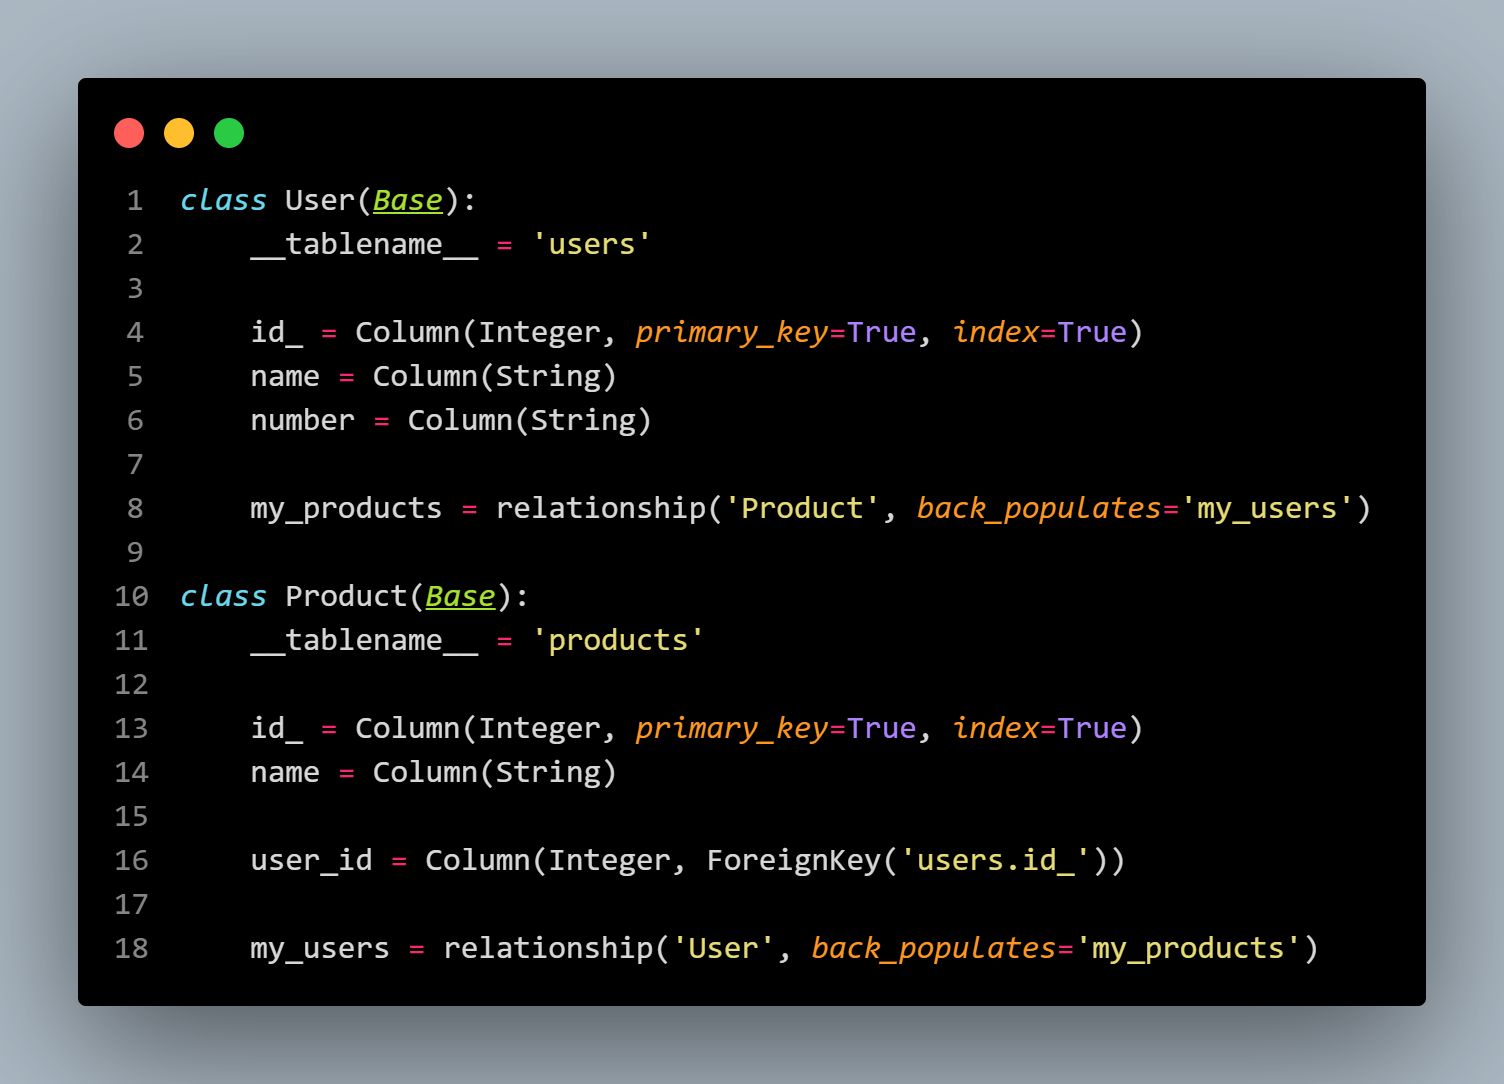 1 class User(Base):
2     __tablename__ = 'users'
3
4     id_ = Column(Integer, primary_key=True, index=True)
5     name = Column(String)
6     number = Column(String)
7
8     my_products = relationship('Product', back_populates='my_users')
9
10 class Product(Base):
11     __tablename__ = 'products'
12
13     id_ = Column(Integer, primary_key=True, index=True)
14     name = Column(String)
15
16     user_id = Column(Integer, ForeignKey('users.id_'))
17
18     my_users = relationship('User', back_populates='my_products')